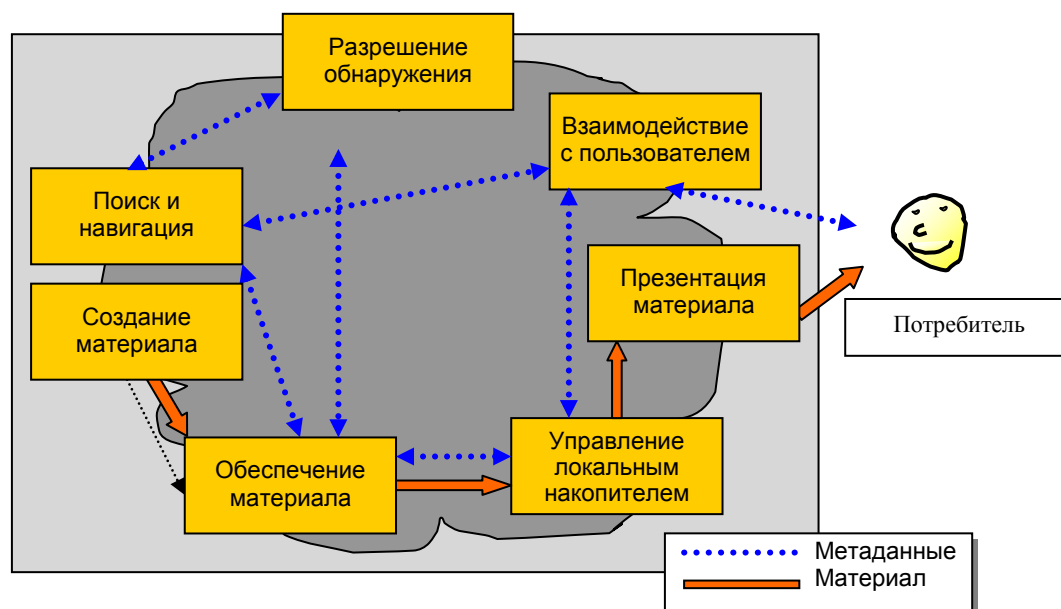 Разрешение
обнаружения
Взаимодействие
с пользователем
Поиск и
навигация
Презентация
материала
Создание
материала
Потребитель
Управление
локальным
накопителем
Обеспечение
материала
Метаданные
Материал